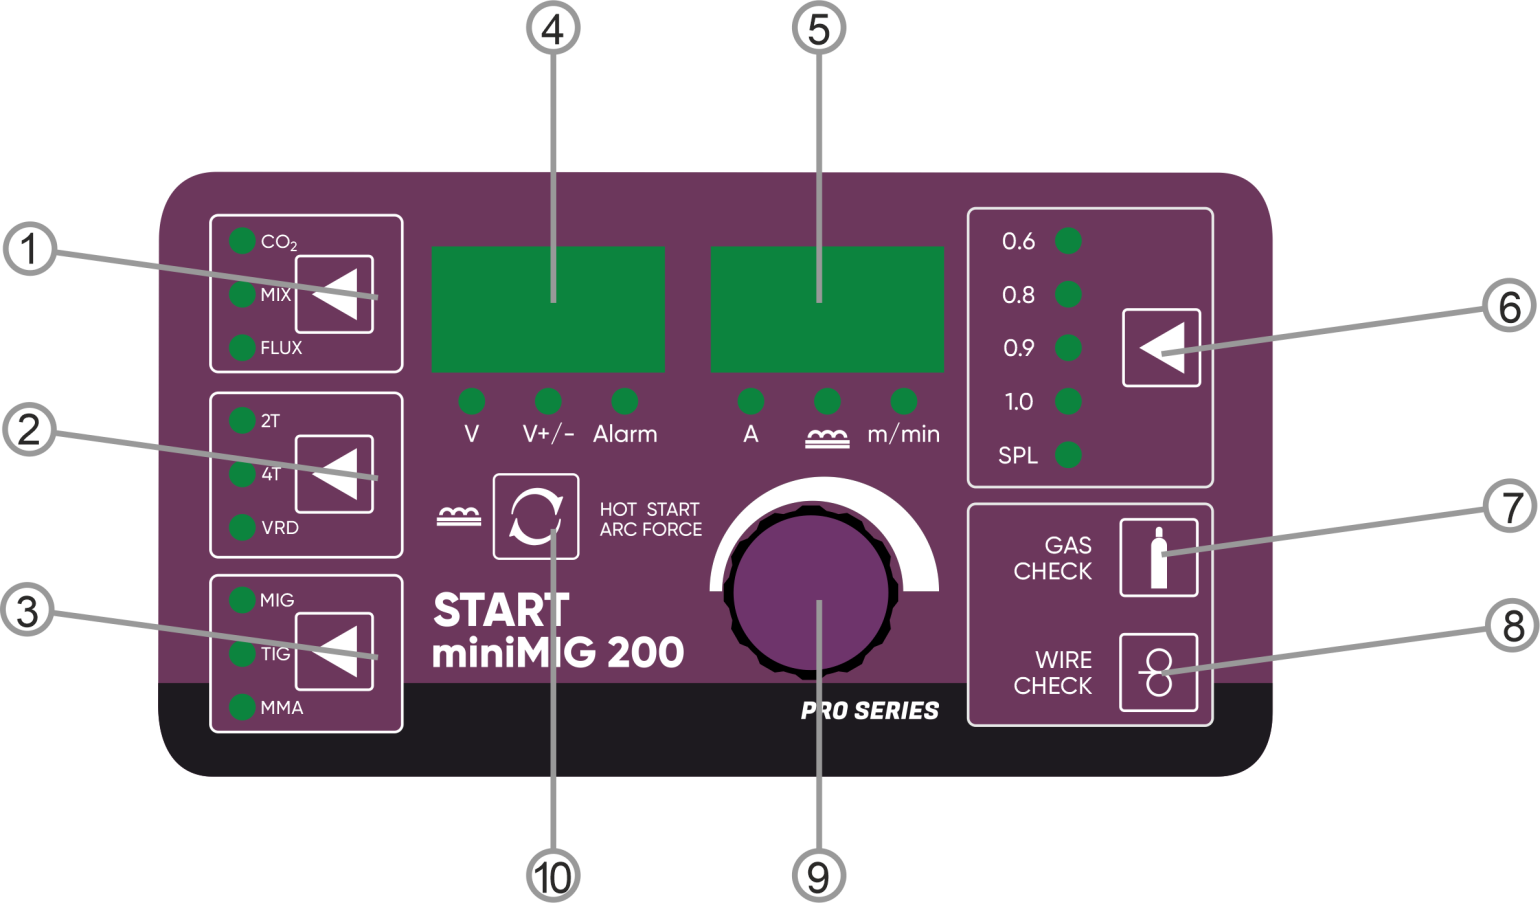 4 5
1
CO₂
MIX
FLUX
2
2T
4T
VRD
3
MIG
TIG
MMA
V V+/- Alarm
A m/min
HOT START
ARC FORCE
START
miniMIG 200
PRO SERIES
0.6
0.8
0.9
1.0
SPL
6
GAS
CHECK
7
WIRE
CHECK
8
10 9